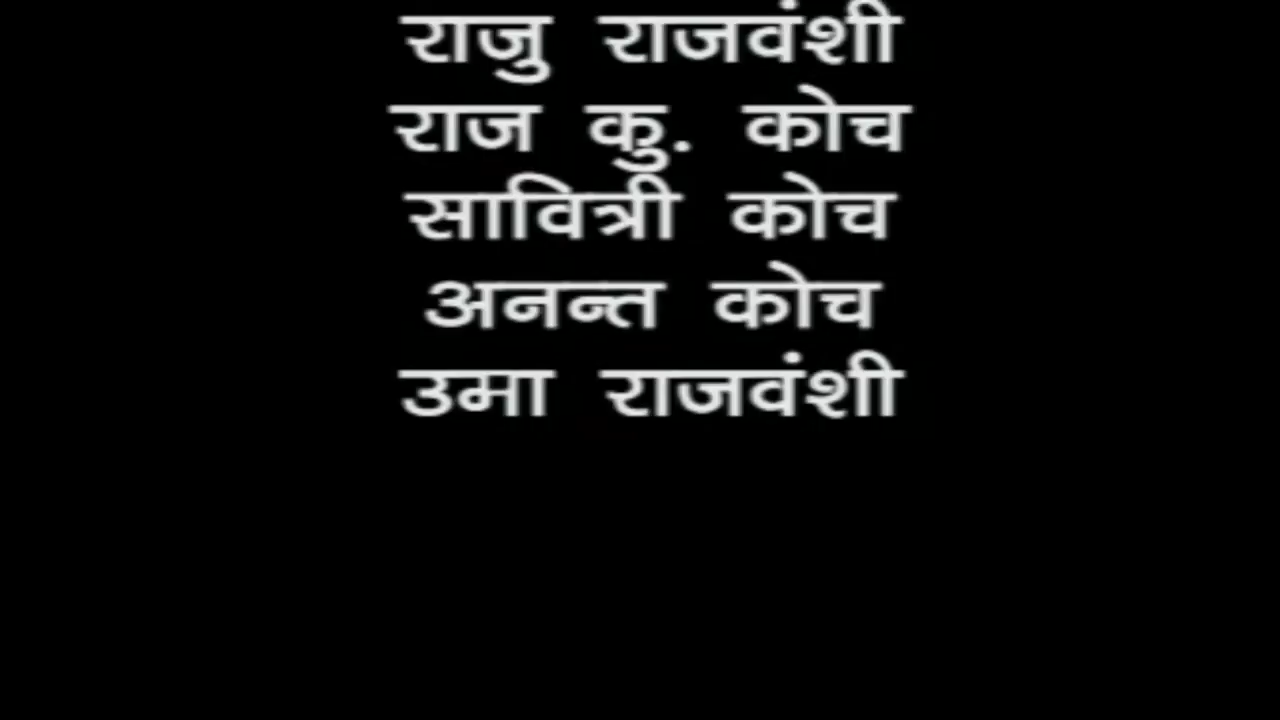 राजु राजवंशी
राज कु. कोच
सावित्री कोच
अनन्त कोच
उमा राजवंशी